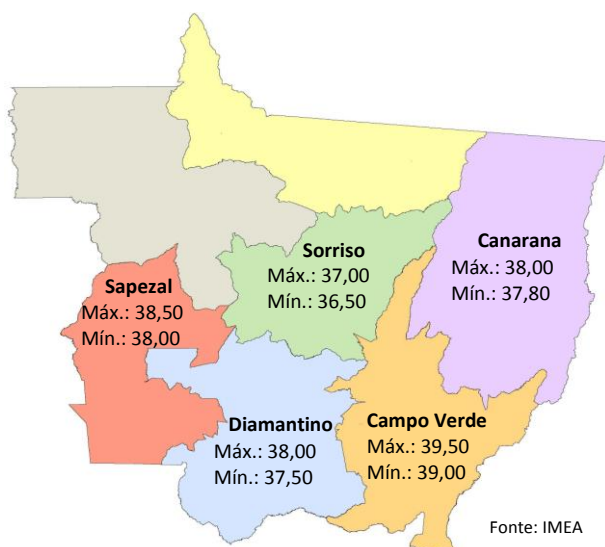 Sorriso
Máx.: 37,00
Mín.: 36,50
Canarana
Máx.: 38,00
Mín.: 37,80
Sapezal
Máx.: 38,50
Mín.: 38,00
Diamantino
Máx.: 38,00
Mín.: 37,50
Campo Verde
Máx.: 39,50
Mín.: 39,00
Fonte: IMEA